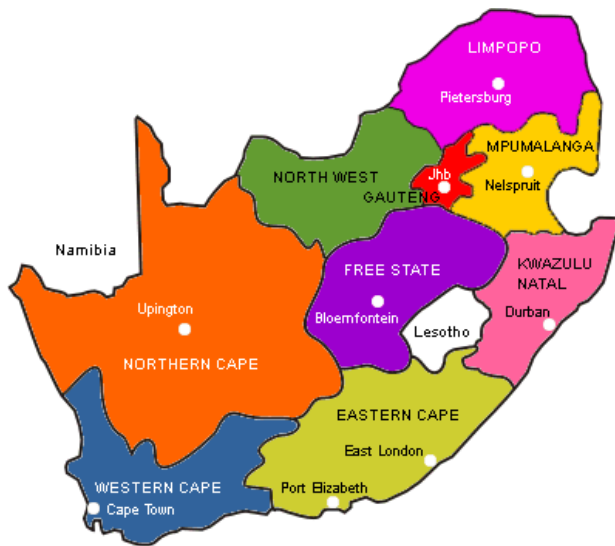 LIMPOPO
Pietersburg
MPUMALANGA
Jhb
NORTH WEST
GAUTENG
Nelspruit
Namibia
FREE STATE
KWAZULU
NATAL
Upington
Bloemfontein
Durban
Lesotho
NORTHERN CAPE
EASTERN CAPE
East London
WESTERN CAPE
Port Elizabeth
Cape Town